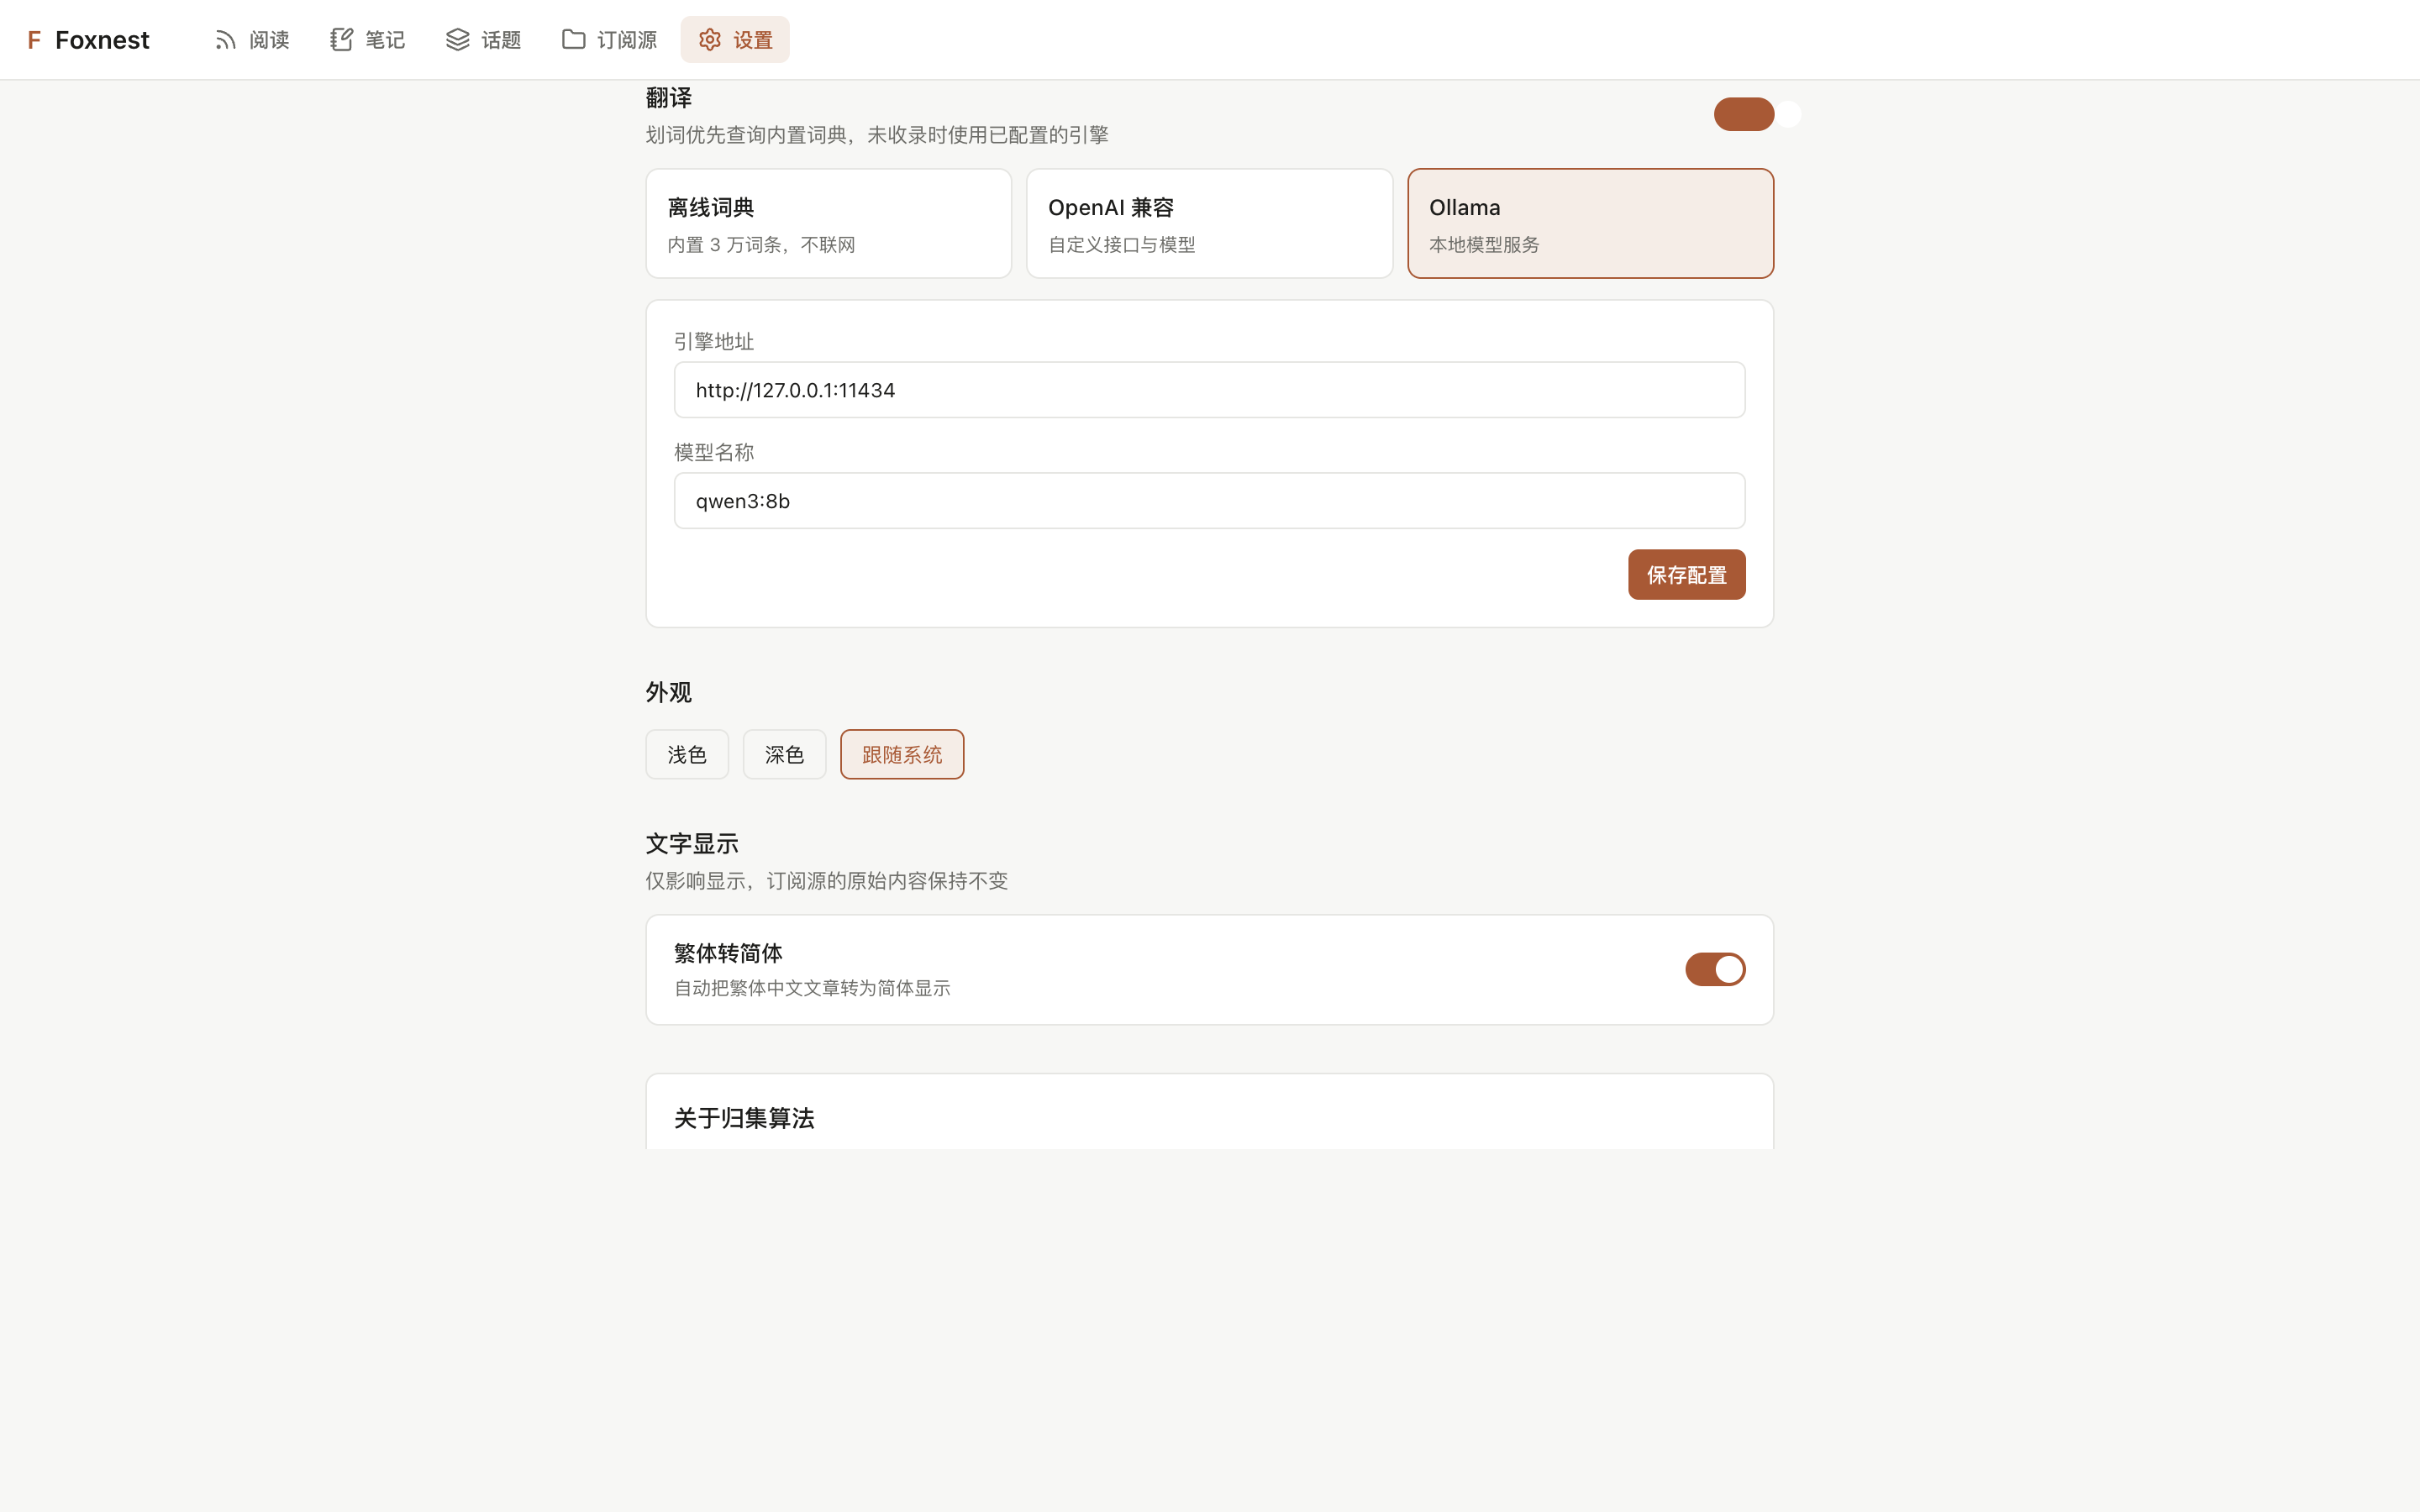 F Foxnest 阅读 笔记 话题 订阅源 设置
翻译
划词优先查询内置词典，未收录时使用已配置的引擎
离线词典
内置 3 万词条，不联网
OpenAI 兼容
自定义接口与模型
Ollama
本地模型服务
引擎地址
http://127.0.0.1:11434
模型名称
qwen3:8b
保存配置
外观
浅色 深色 跟随系统
文字显示
仅影响显示，订阅源的原始内容保持不变
繁体转简体
自动把繁体中文文章转为简体显示
关于归集算法